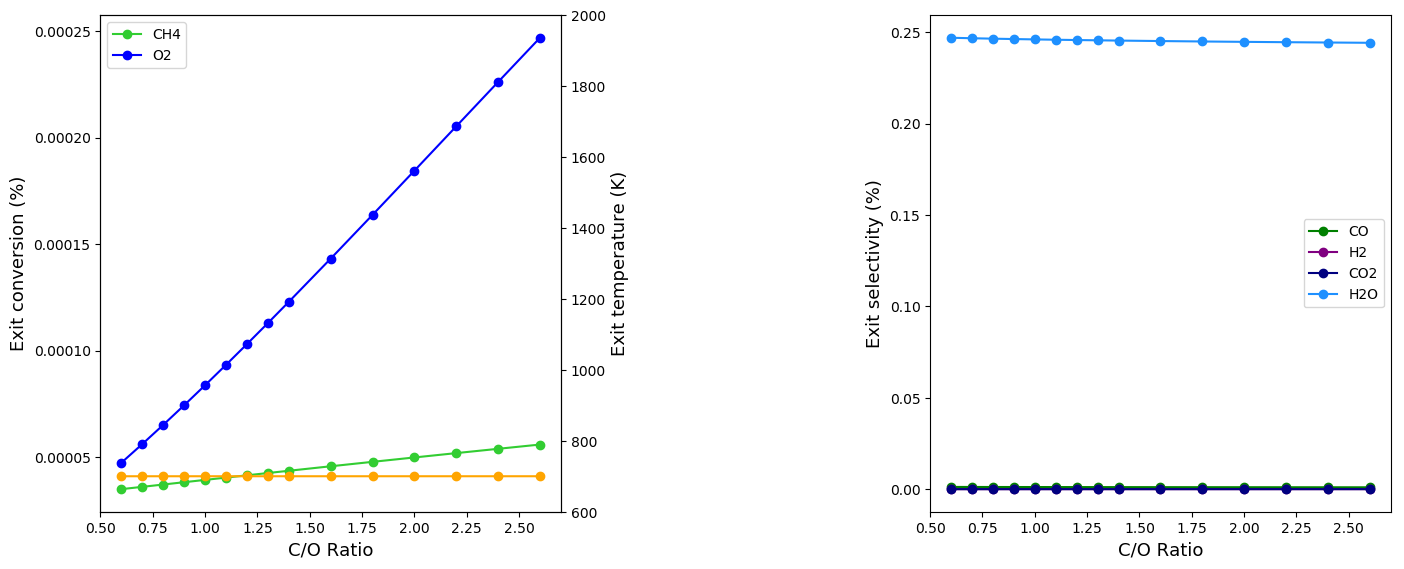 CH4
O2
0.00025
0.00020
0.00015
0.00010
0.00005
Exit conversion (%)
0.50 0.75 1.00 1.25 1.50 1.75 2.00 2.25 2.50
C/O Ratio
2000
1800
1600
1400
1200
1000
800
600
Exit temperature (K)
0.25
0.20
0.15
0.10
0.05
0.00
Exit selectivity (%)
CO
H2
CO2
H2O
0.50 0.75 1.00 1.25 1.50 1.75 2.00 2.25 2.50
C/O Ratio